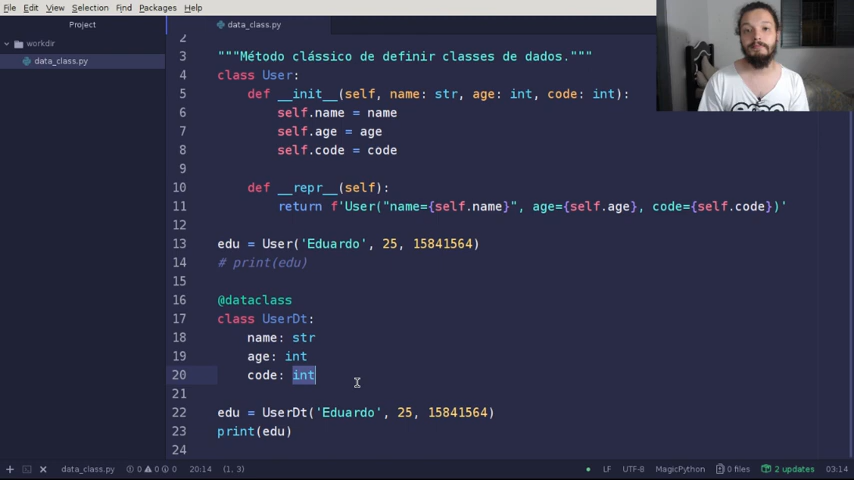 File Edit View Selection Find Packages Help
Project
data_class.py
workdir
data_class.py
2
3 """Método clássico de definir classes de dados."""
4 class User:
5 def __init__(self, name: str, age: int, code: int):
6 self.name = name
7 self.age = age
8 self.code = code
9
10 def __repr__(self):
11 return f'User("name={self.name}", age={self.age}, code={self.code})'
12
13 edu = User('Eduardo', 25, 15841564)
14 # print(edu)
15
16 @dataclass
17 class UserDt:
18 name: str
19 age: int
20 code: int
21
22 edu = UserDt('Eduardo', 25, 15841564)
23 print(edu)
24
data_class.py 0 0 0 20:14 (1, 3) LF UTF-8 MagicPython 0 files 2 updates 03:14